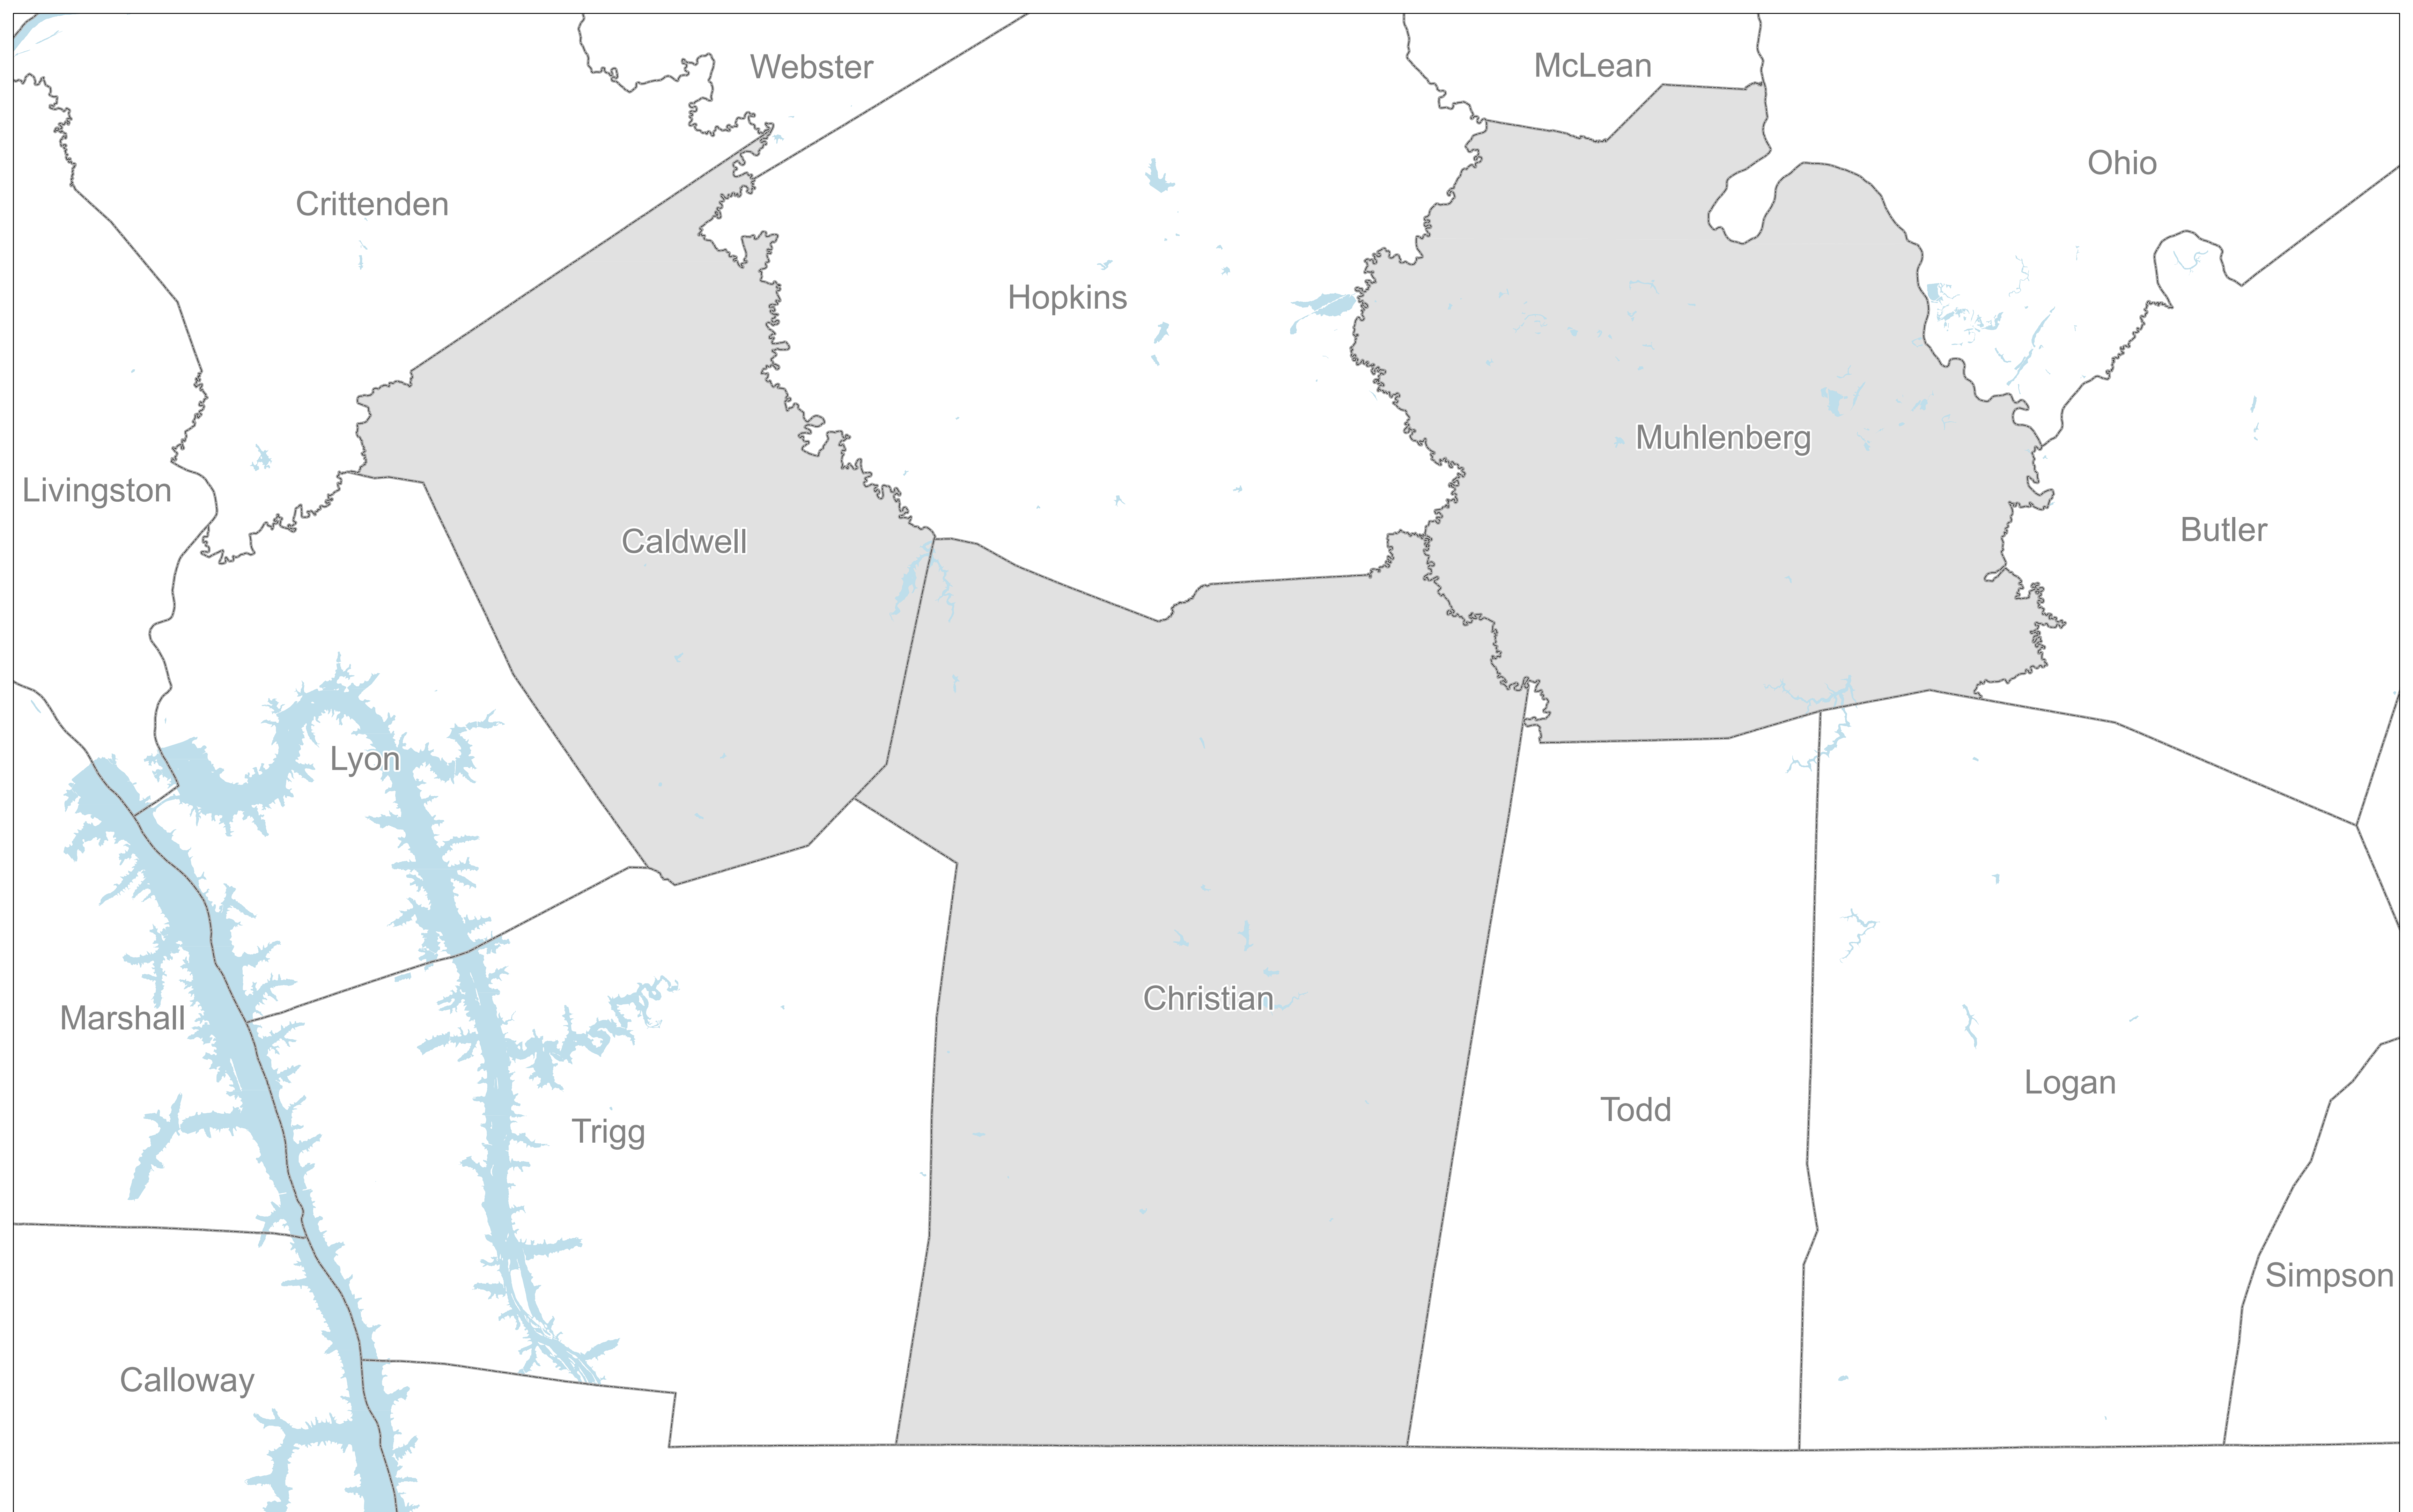 Webster
McLean
Ohio
Crittenden
Hopkins
Muhlenberg
Livingston
Butler
Caldwell
Lyon
Christian
Marshall
Logan
Todd
Trigg
Simpson
Calloway